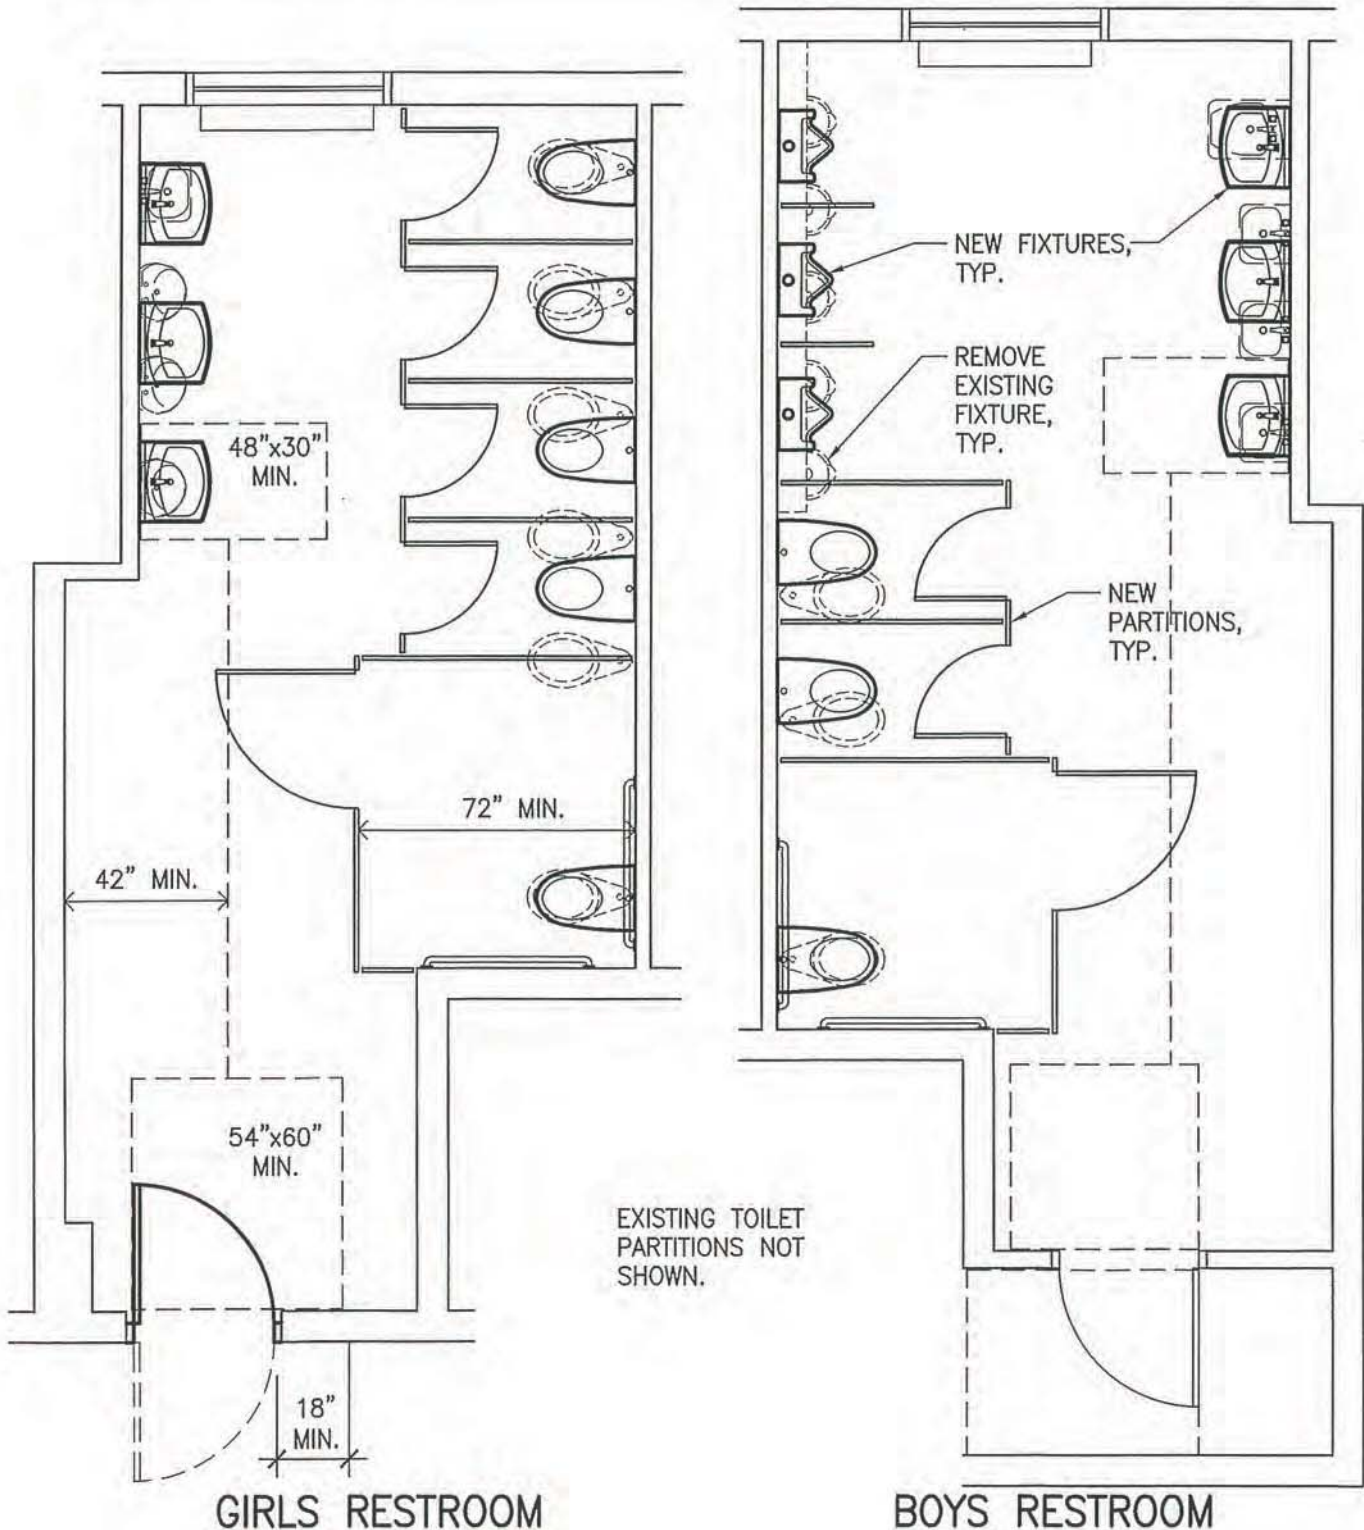 NEW FIXTURES,
TYP.
REMOVE
EXISTING
FIXTURE,
TYP.
48"x30"
MIN.
NEW
PARTITIONS,
TYP.
72" MIN.
42" MIN.
54"x60"
MIN.
EXISTING TOILET
PARTITIONS NOT
SHOWN.
18"
MIN.
GIRLS RESTROOM
BOYS RESTROOM